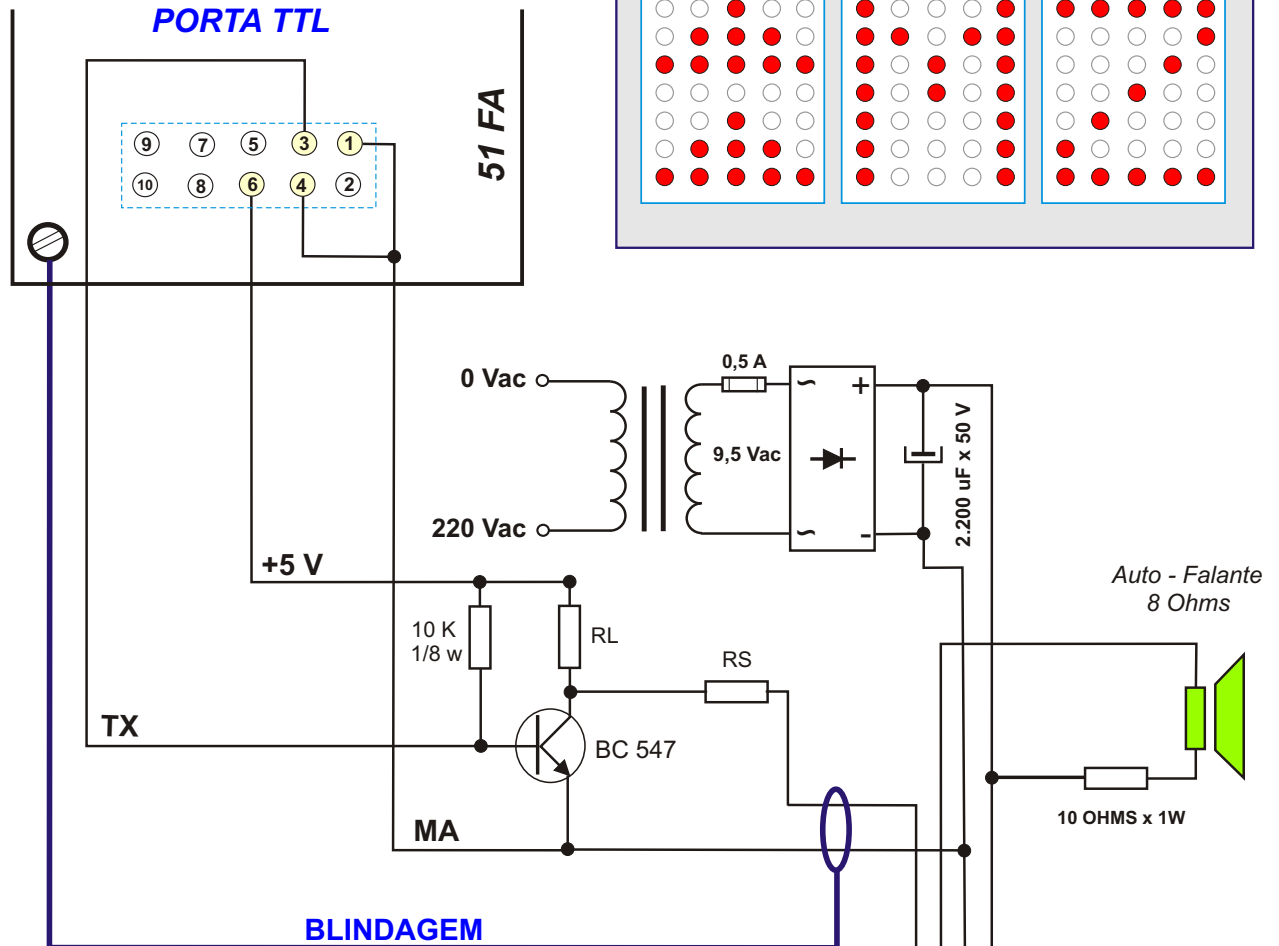 PORTA TTL
51 FA
9 7 5 3 1
10 8 6 4 2
0 Vac
220 Vac
0,5 A
9,5 Vac
~
~
+
-
2.200 uF x 50 V
+5 V
10 K
1/8 w
RL
RS
TX
BC 547
MA
Auto - Falante
8 Ohms
10 OHMS x 1W
BLINDAGEM